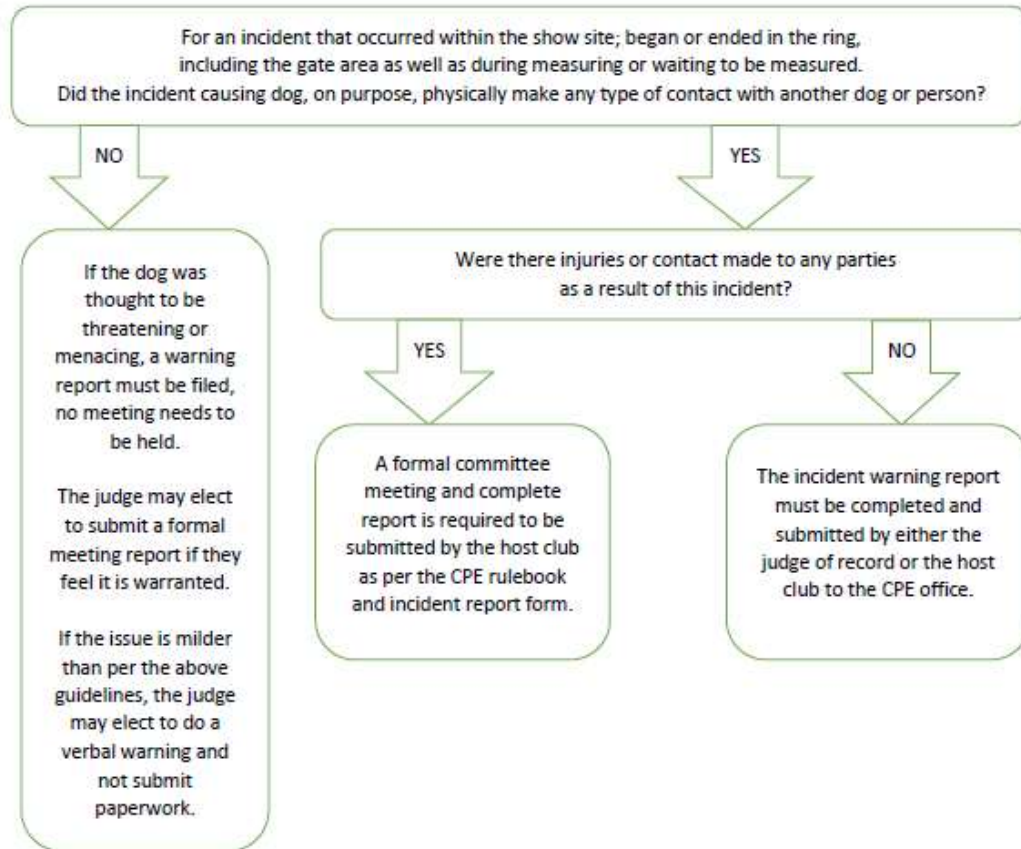 For an incident that occurred within the show site; began or ended in the ring,
including the gate area as well as during measuring or waiting to be measured.
Did the incident causing dog, on purpose, physically make any type of contact with another dog or person?
NO
YES
If the dog was
thought to be
threatening or
menacing, a warning
report must be filed,
no meeting needs to
be held.
The judge may elect
to submit a formal
meeting report if they
feel it is warranted.
If the issue is milder
than per the above
guidelines, the judge
may elect to do a
verbal warning and
not submit
paperwork.
Were there injuries or contact made to any parties
as a result of this incident?
YES
NO
A formal committee
meeting and complete
report is required to be
submitted by the host club
as per the CPE rulebook
and incident report form.
The incident warning report
must be completed and
submitted by either the
judge of record or the host
club to the CPE office.